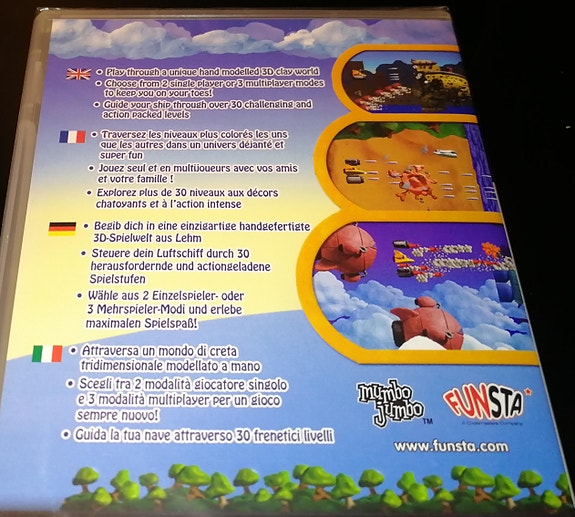 • Play through a unique hand modelled 3D clay world
• Choose from 2 single player or 3 multiplayer modes
to keep you on your toes!
• Guide your ship through over 30 challenging and
action packed levels
• Traversez les niveaux plus colorés les uns
que les autres dans un univers déjanté et
super fun
• Jouez seul et en multijoueurs avec vos amis
et votre famille !
• Explorez plus de 30 niveaux aux décors
chatoyants et à l'action intense
• Begib dich in eine einzigartige handgefertigte
3D-Spielwelt aus Lehm
• Steuere dein Luftschiff durch 30
herausfordernde und actiongeladene
Spielstufen
• Wähle aus 2 Einzelspieler- oder
3 Mehrspieler-Modi und erlebe
maximalen Spielspaß!
• Attraversa un mondo di creta
tridimensionale modellato a mano
• Scegli tra 2 modalità giocatore singolo
e 3 modalità multiplayer per un gioco
sempre nuovo!
• Guida la tua nave attraverso 30 frenetici livelli
mumbo
jumbo
TM
FUNSTA
A Codemasters Company
www.funsta.com